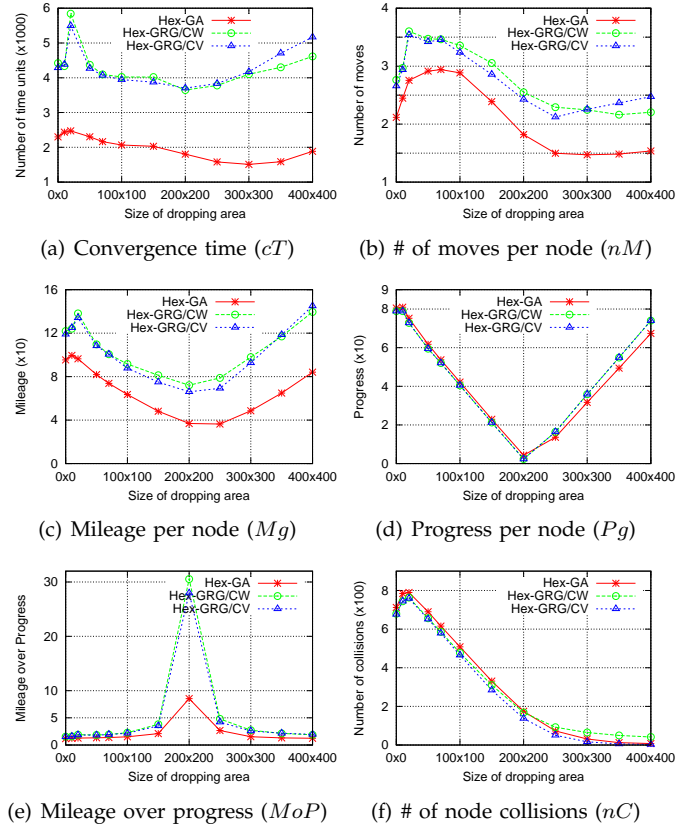 Number of time units (x1000)
6
5
4
3
2
1
Hex-GA
Hex-GRG/CW
Hex-GRG/CV
0x0
100x100
200x200
300x300
400x400
Size of dropping area
(a) Convergence time (cT)
Number of moves
4
3
2
1
Hex-GA
Hex-GRG/CW
Hex-GRG/CV
0x0
100x100
200x200
300x300
400x400
Size of dropping area
(b) # of moves per node (nM)
Mileage (x10)
16
12
8
4
0
Hex-GA
Hex-GRG/CW
Hex-GRG/CV
0x0
100x100
200x200
300x300
400x400
Size of dropping area
(c) Mileage per node (Mg)
Progress (x10)
9
8
6
4
2
0
Hex-GA
Hex-GRG/CW
Hex-GRG/CV
0x0
100x100
200x200
300x300
400x400
Size of dropping area
(d) Progress per node (Pg)
Mileage over Progress
30
20
10
5
2
0
Hex-GA
Hex-GRG/CW
Hex-GRG/CV
0x0
100x100
200x200
300x300
400x400
Size of dropping area
(e) Mileage over progress (MoP)
Number of collisions (x100)
8
6
4
2
0
Hex-GA
Hex-GRG/CW
Hex-GRG/CV
0x0
100x100
200x200
300x300
400x400
Size of dropping area
(f) # of node collisions (nC)